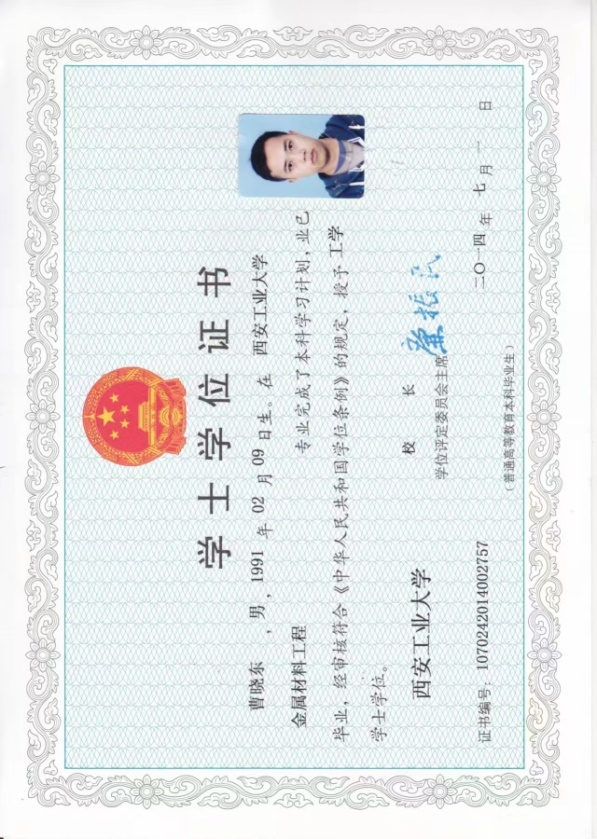 学士学位证书
曹晓东 ，男，1991 年 02 月 09 日生。在 西安工业大学
金属材料工程 专业完成了本科学习计划，业已
毕业，经审核符合《中华人民共和国学位条例》的规定，授予 工学
学士学位。
西安工业大学
校 长
学位评定委员会主席
证书编号：1070242014002757
二〇一四 年 七 月 一 日
（普通高等教育本科毕业生）